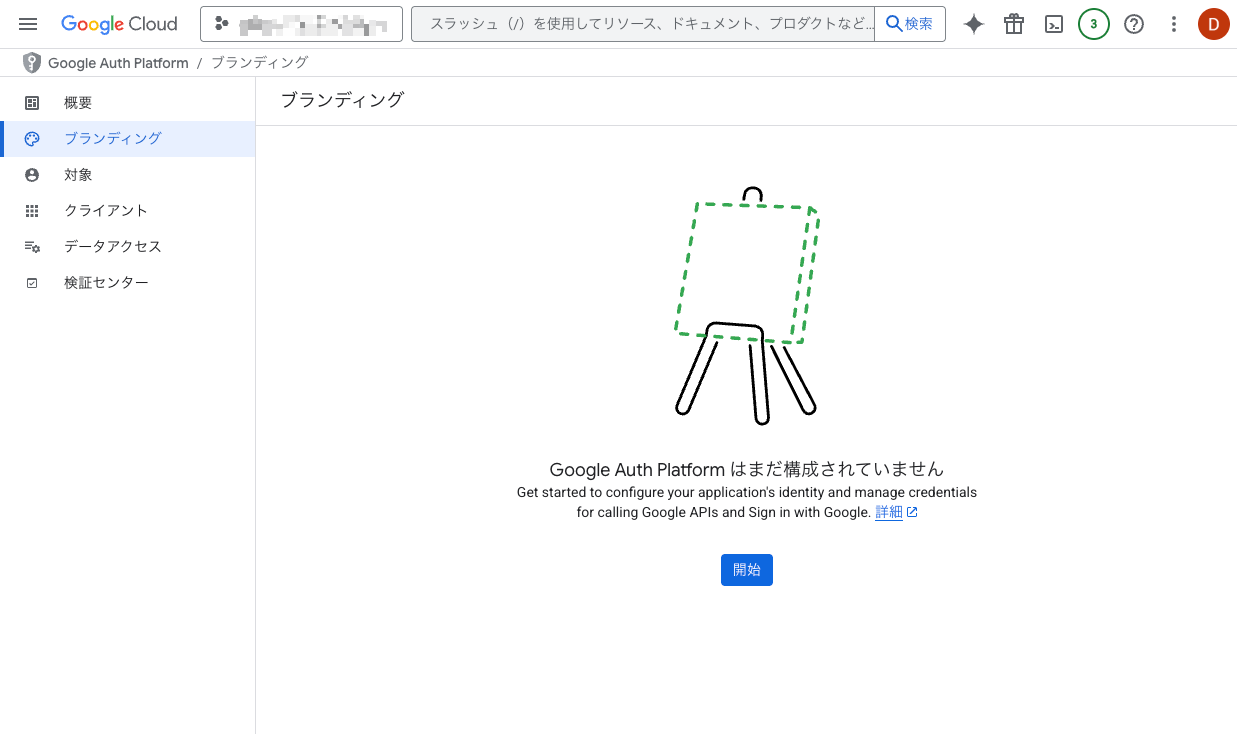 Google Cloud
スラッシュ（/）を使用してリソース、ドキュメント、プロダクトなど...
検索
3
D
Google Auth Platform / ブランディング
概要
ブランディング
対象
クライアント
データアクセス
検証センター
ブランディング
Google Auth Platform はまだ構成されていません
Get started to configure your application's identity and manage credentials
for calling Google APIs and Sign in with Google. 詳細
開始